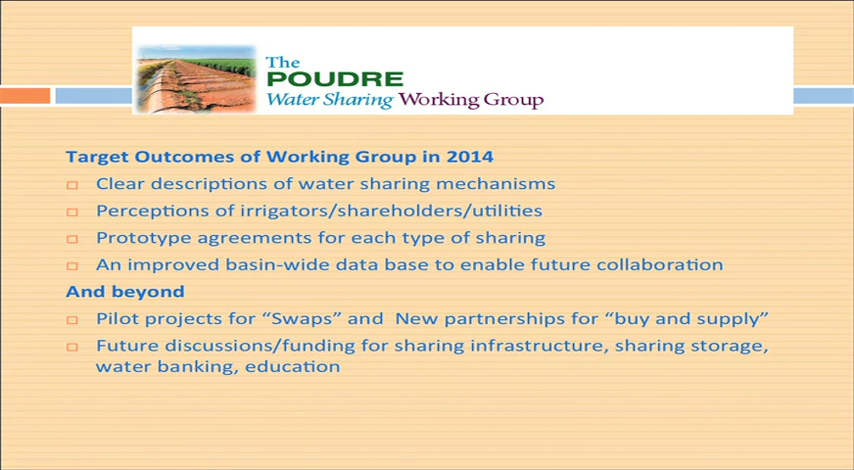 The
POUDRE
Water Sharing Working Group
Target Outcomes of Working Group in 2014
Clear descriptions of water sharing mechanisms
Perceptions of irrigators/shareholders/utilities
Prototype agreements for each type of sharing
An improved basin-wide data base to enable future collaboration
And beyond
Pilot projects for “Swaps” and  New partnerships for “buy and supply”
Future discussions/funding for sharing infrastructure, sharing storage,
water banking, education